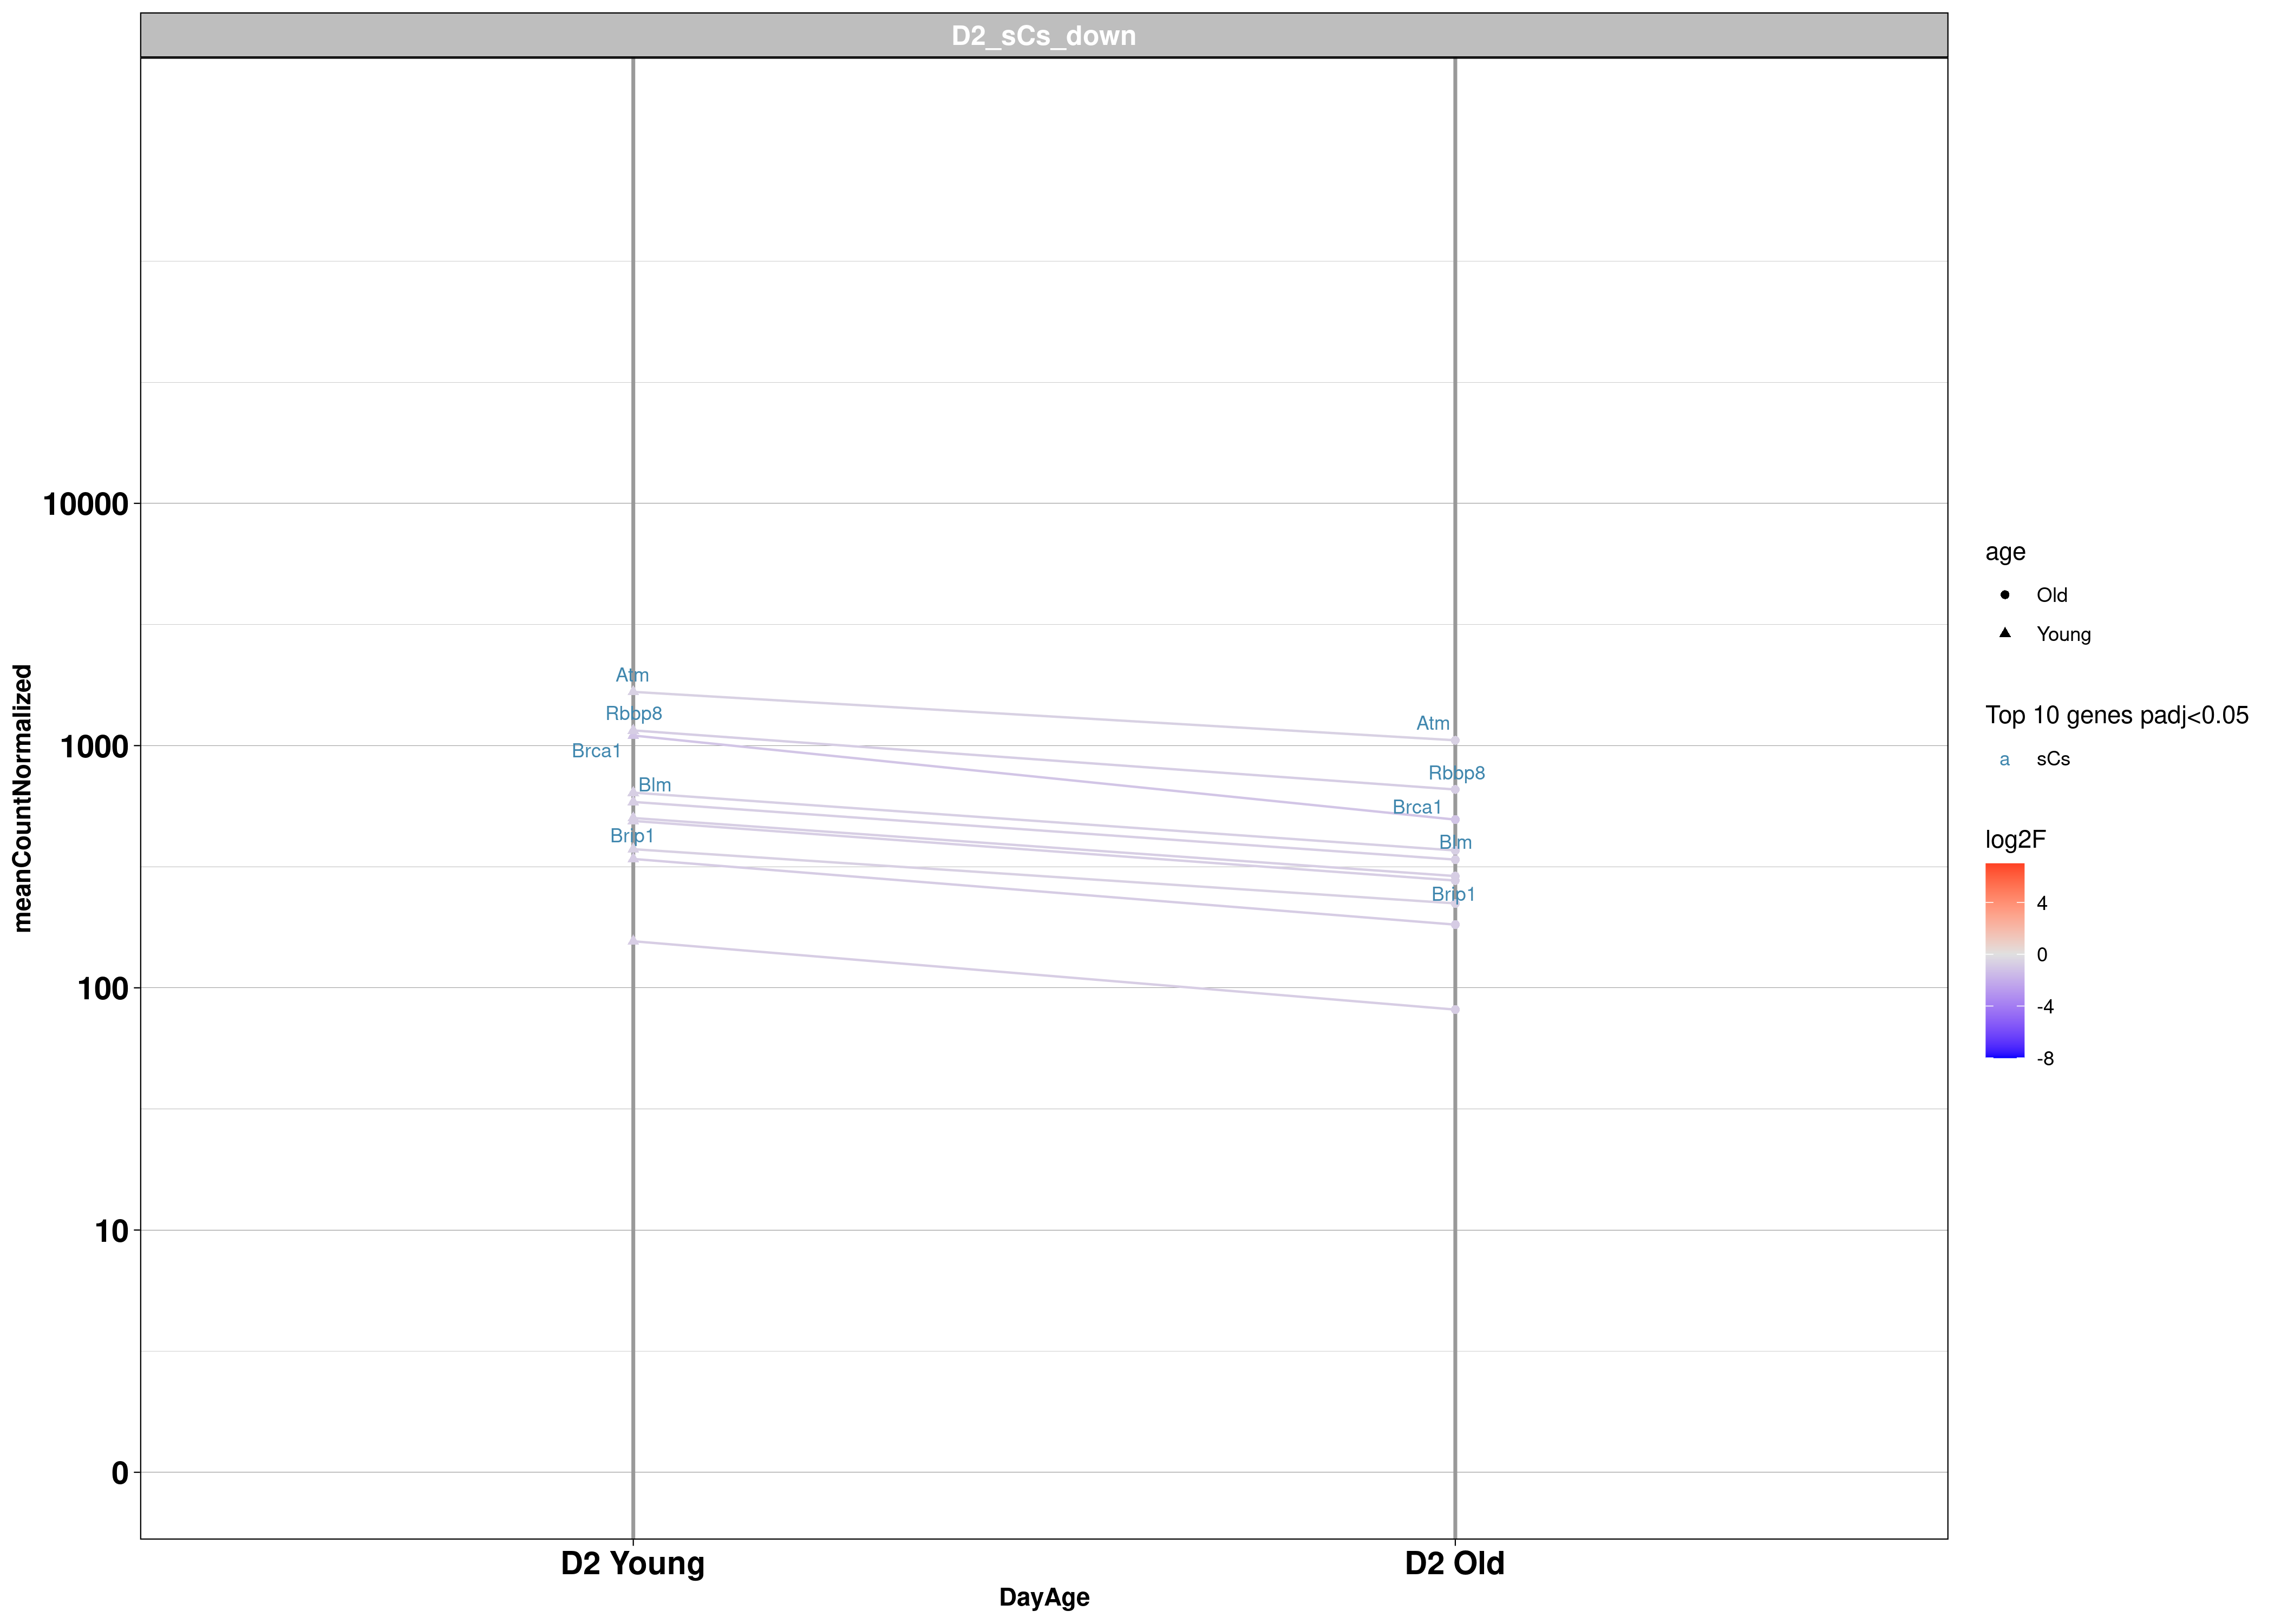 D2_sCs_down
meanCountNormalized
10000
1000
100
10
0
Atm
Rbbp8
Brca1
Blm
Brip1
Atm
Rbbp8
Brca1
Blm
Brip1
D2 Young
D2 Old
DayAge
age
Old
Young
Top 10 genes padj<0.05
a sCs
log2F
4
0
-4
-8